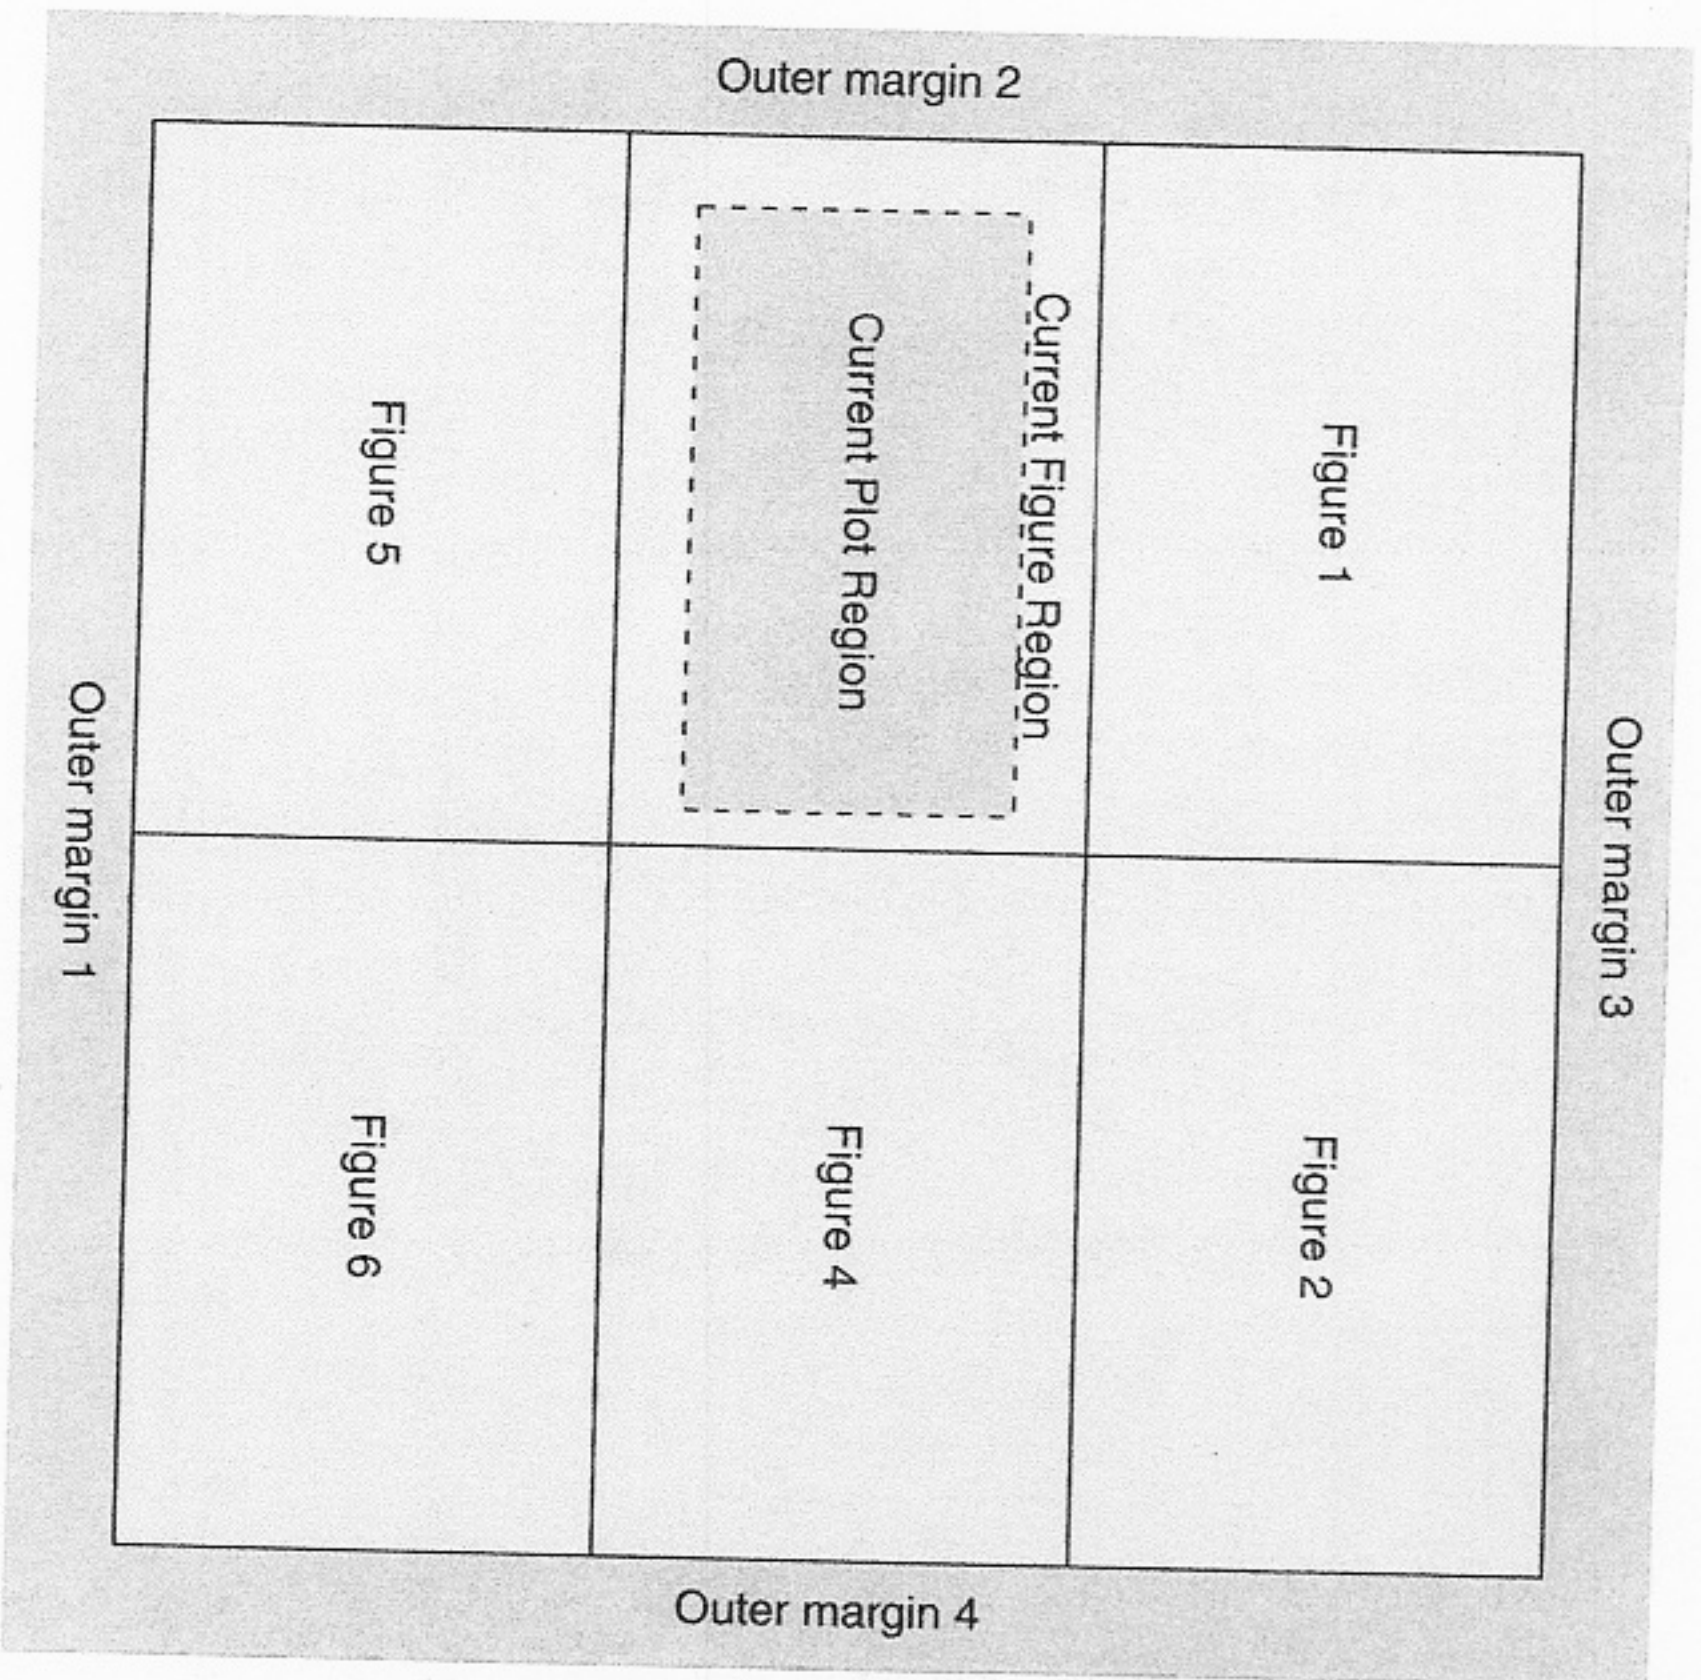 Outer margin 3
Figure 1
Figure 2
Current Figure Region
Outer margin 2
Current Plot Region
Figure 4
Outer margin 4
Figure 5
Figure 6
Outer margin 1